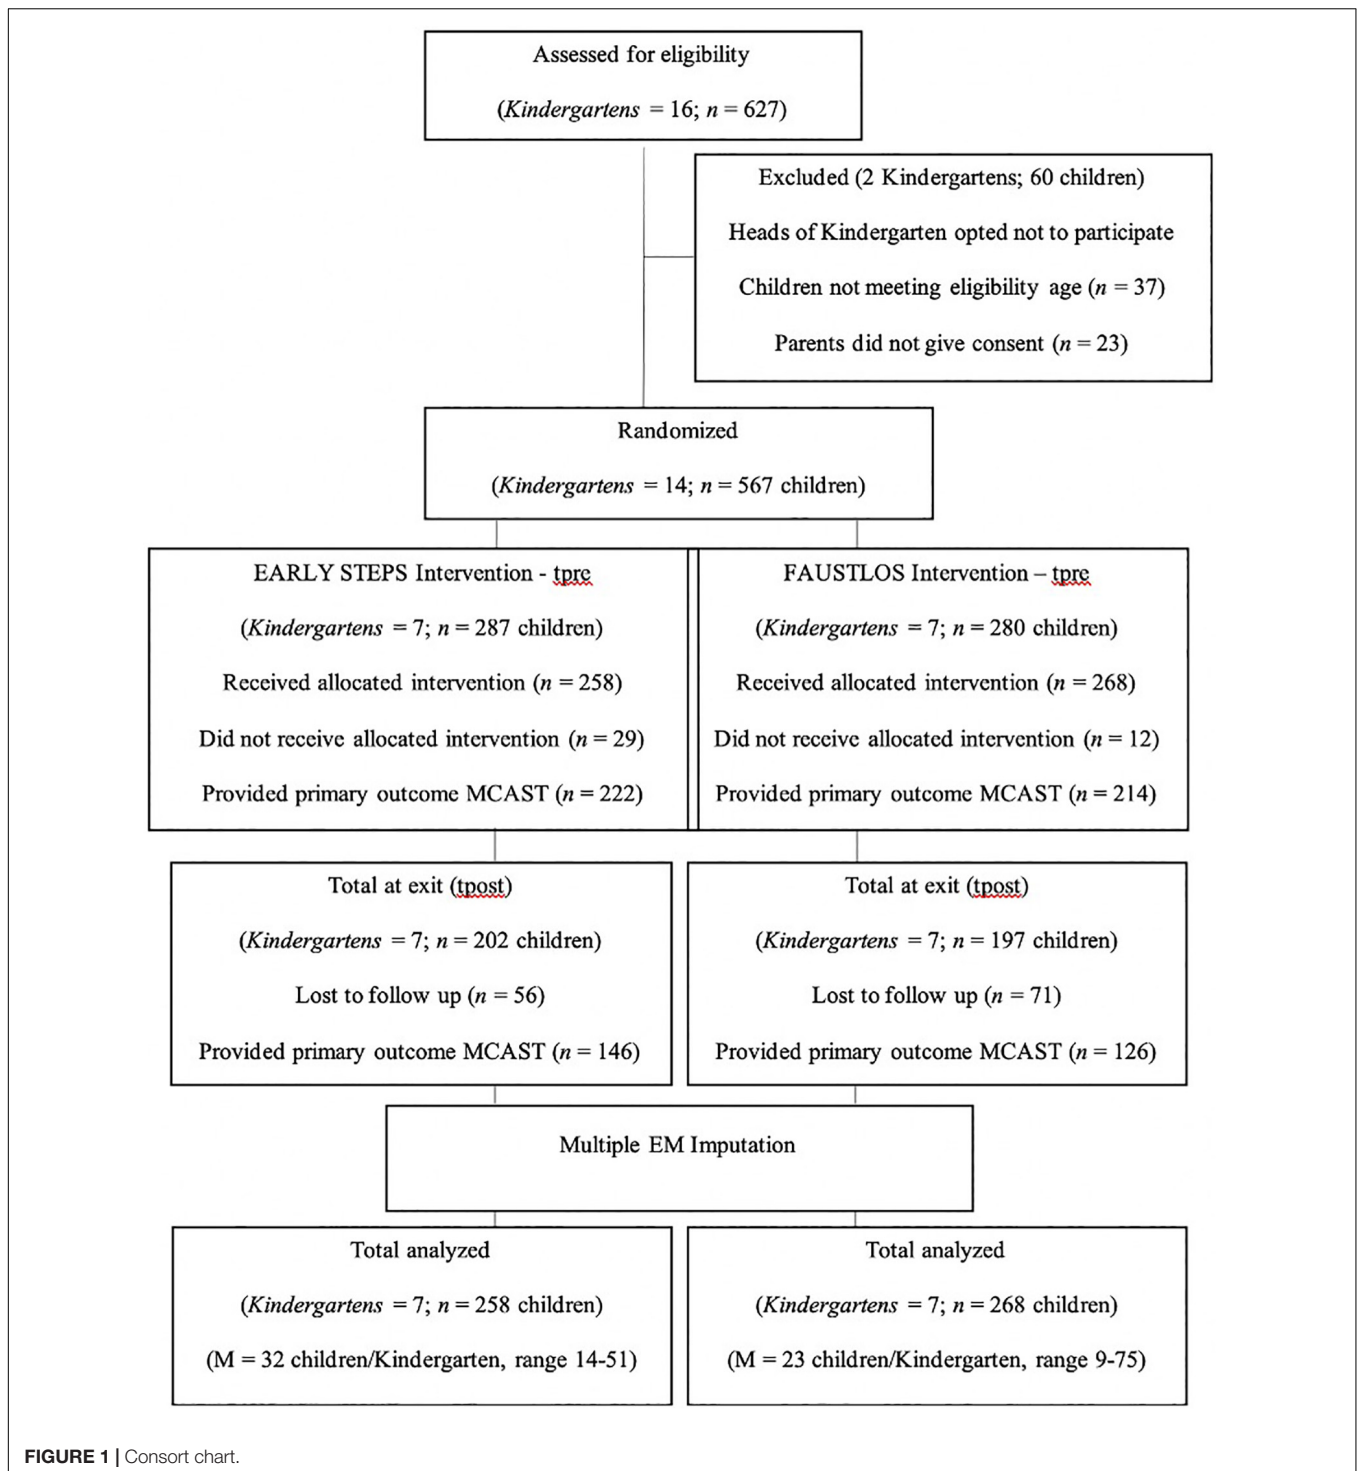 Assessed for eligibility
(Kindergartens = 16; n = 627)
Excluded (2 Kindergartens; 60 children)
Heads of Kindergarten opted not to participate
Children not meeting eligibility age (n = 37)
Parents did not give consent (n = 23)
Randomized
(Kindergartens = 14; n = 567 children)
EARLY STEPS Intervention - tpre
(Kindergartens = 7; n = 287 children)
Received allocated intervention (n = 258)
Did not receive allocated intervention (n = 29)
Provided primary outcome MCAST (n = 222)
FAUSTLOS Intervention – tpre
(Kindergartens = 7; n = 280 children)
Received allocated intervention (n = 268)
Did not receive allocated intervention (n = 12)
Provided primary outcome MCAST (n = 214)
Total at exit (tpost)
(Kindergartens = 7; n = 202 children)
Lost to follow up (n = 56)
Provided primary outcome MCAST (n = 146)
Total at exit (tpost)
(Kindergartens = 7; n = 197 children)
Lost to follow up (n = 71)
Provided primary outcome MCAST (n = 126)
Multiple EM Imputation
Total analyzed
(Kindergartens = 7; n = 258 children)
(M = 32 children/Kindergarten, range 14-51)
Total analyzed
(Kindergartens = 7; n = 268 children)
(M = 23 children/Kindergarten, range 9-75)
FIGURE 1 | Consort chart.